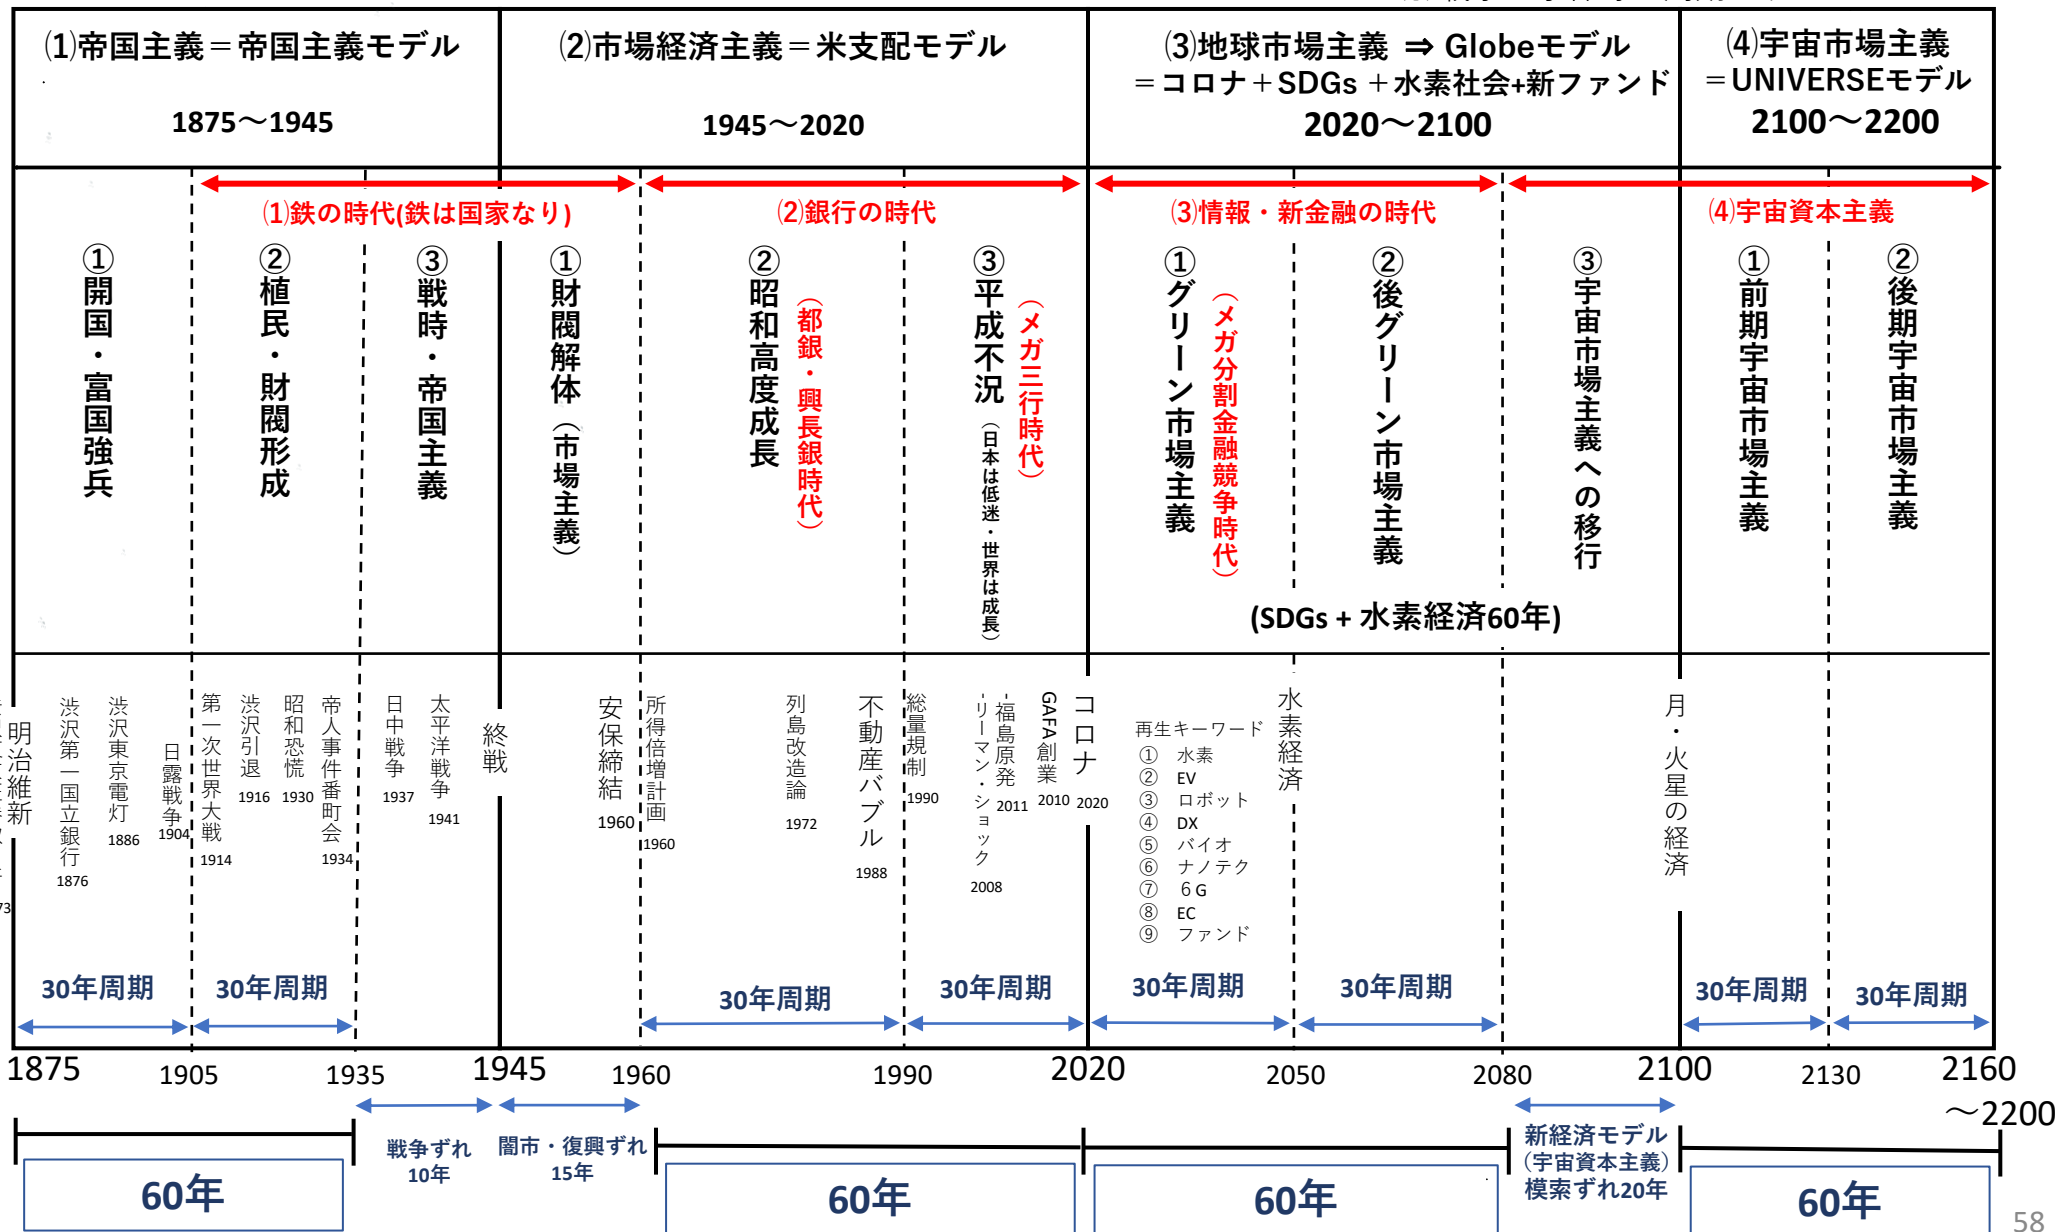 (1)帝国主義＝帝国主義モデル
1875～1945
(2)市場経済主義＝米支配モデル
1945～2020
(3)地球市場主義 ⇒ Globeモデル
＝コロナ＋SDGs ＋水素社会+新ファンド
2020～2100
(4)宇宙市場主義
＝UNIVERSEモデル
2100～2200
(1)鉄の時代(鉄は国家なり)
(2)銀行の時代
(3)情報・新金融の時代
(4)宇宙資本主義
①開国・富国強兵
②植民・財閥形成
③戦時・帝国主義
①財閥解体（市場主義）
②昭和高度成長
（都銀・興長銀時代）
③平成不況（日本は低迷・世界は成長）
（メガ三行時代）
①グリーン市場主義
（メガ分割金融競争時代）
②後グリーン市場主義
③宇宙市場主義への移行
①前期宇宙市場主義
②後期宇宙市場主義
(SDGs + 水素経済60年)
明治維新
渋沢第一国立銀行
1876
渋沢東京電灯
1886
日露戦争
1904
第一次世界大戦
1914
渋沢引退
1916
昭和恐慌
1930
帝人事件番町会
1934
日中戦争
1937
太平洋戦争
1941
終戦
安保締結
1960
所得倍増計画
1960
列島改造論
1972
不動産バブル
1988
総量規制
1990
-リーマン・ショック
2008
-福島原発
2011
GAFA創業
2010
コロナ
2020
再生キーワード
① 水素
② EV
③ ロボット
④ DX
⑤ バイオ
⑥ ナノテク
⑦ ６G
⑧ EC
⑨ ファンド
水素経済
月・火星の経済
30年周期
30年周期
30年周期
30年周期
30年周期
30年周期
30年周期
30年周期
1875
1905
1935
1945
1960
1990
2020
2050
2080
2100
2130
2160
～2200
戦争ずれ
10年
闇市・復興ずれ
15年
新経済モデル
（宇宙資本主義）
模索ずれ20年
60年
60年
60年
60年
58